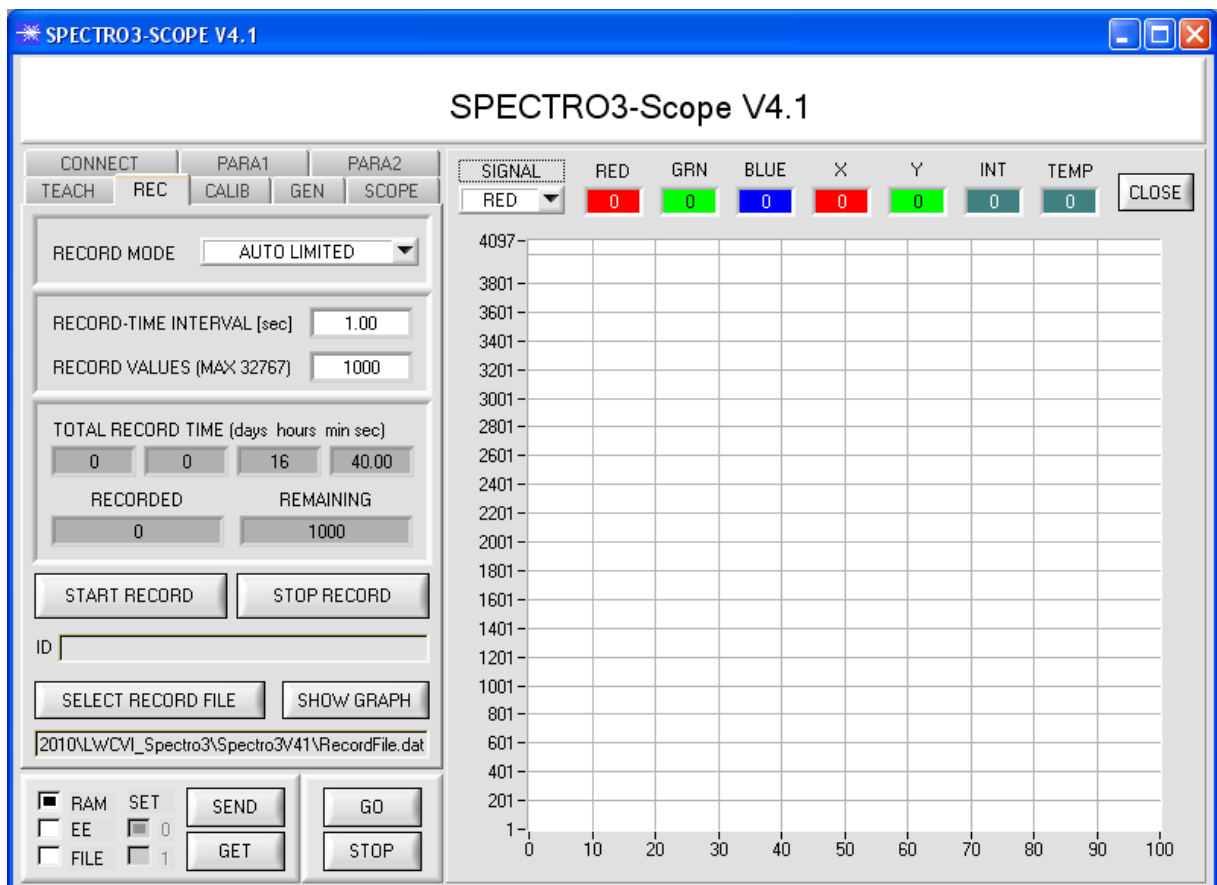 SPECTRO3-SCOPE V4.1
SPECTRO3-Scope V4.1
CONNECT PARA1 PARA2
TEACH REC CALIB GEN SCOPE
RECORD MODE AUTO LIMITED
RECORD-TIME INTERVAL [sec] 1.00
RECORD VALUES (MAX 32767) 1000
TOTAL RECORD TIME (days hours min sec)
0 0 16 40.00
RECORDED REMAINING
0 1000
START RECORD STOP RECORD
ID
SELECT RECORD FILE SHOW GRAPH
2010\LWCVI_Spectro3\Spectro3V41\RecordFile.dat
RAM SET SEND GO
EE 0
FILE 1 GET STOP
SIGNAL RED GRN BLUE X Y INT TEMP
RED 0 0 0 0 0 0 0 CLOSE
4097
3801
3601
3401
3201
3001
2801
2601
2401
2201
2001
1801
1601
1401
1201
1001
801
601
401
201
1
0 10 20 30 40 50 60 70 80 90 100